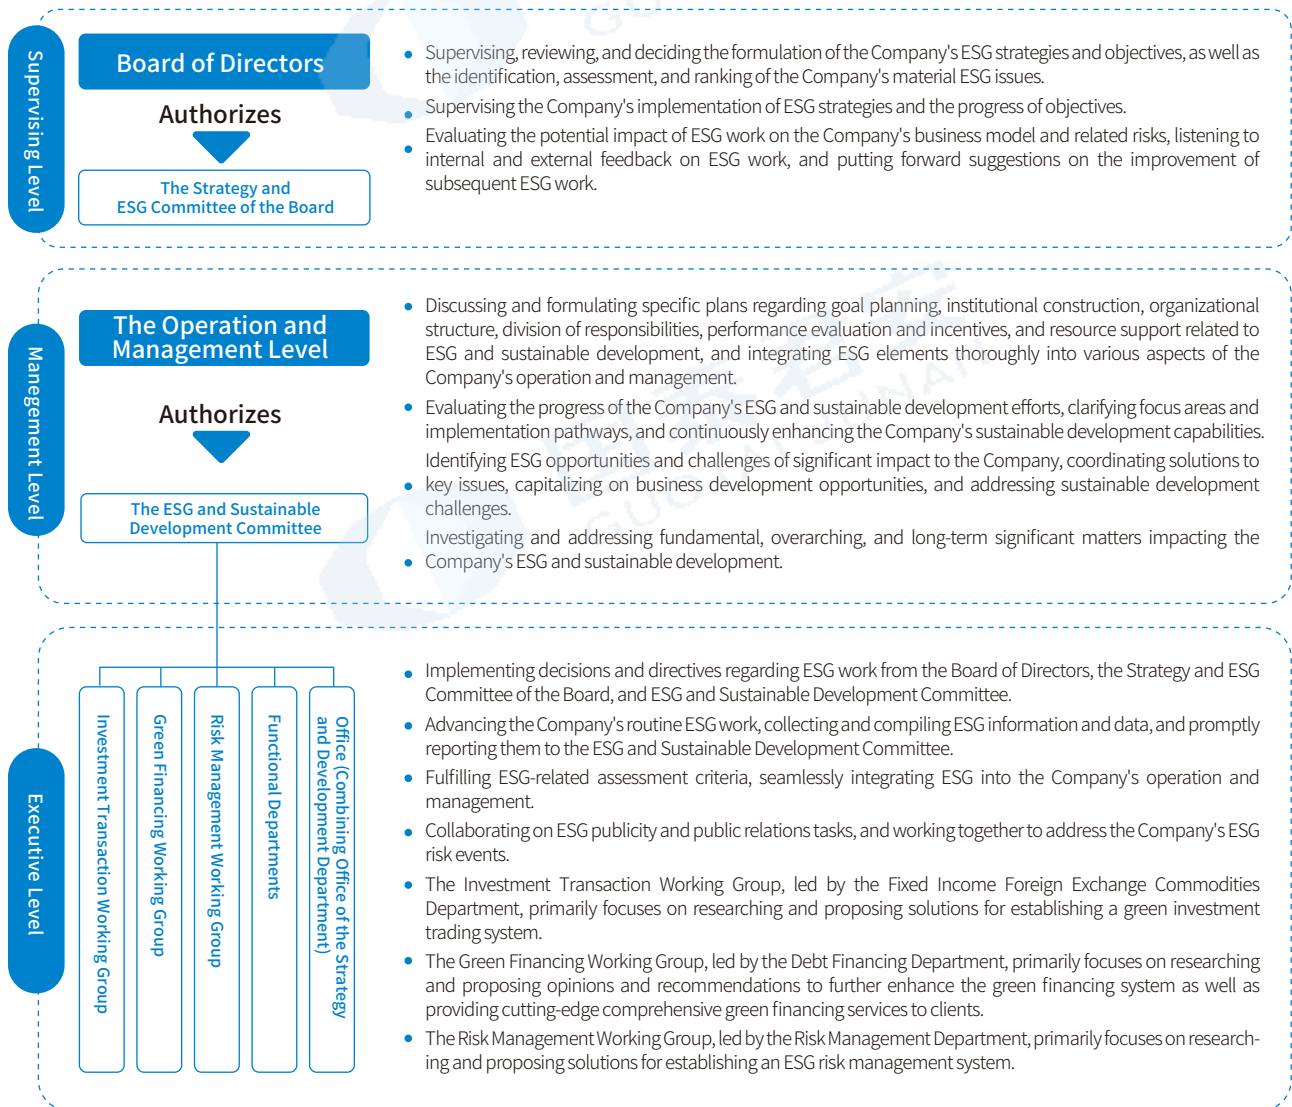 Supervising Level
Board of Directors
Authorizes
The Strategy and
ESG Committee of the Board
• Supervising, reviewing, and deciding the formulation of the Company's ESG strategies and objectives, as well as
the identification, assessment, and ranking of the Company's material ESG issues.
• Supervising the Company's implementation of ESG strategies and the progress of objectives.
• Evaluating the potential impact of ESG work on the Company's business model and related risks, listening to
internal and external feedback on ESG work, and putting forward suggestions on the improvement of
subsequent ESG work.
Manegement Level
The Operation and
Management Level
Authorizes
The ESG and Sustainable
Development Committee
• Discussing and formulating specific plans regarding goal planning, institutional construction, organizational
structure, division of responsibilities, performance evaluation and incentives, and resource support related to
ESG and sustainable development, and integrating ESG elements thoroughly into various aspects of the
Company's operation and management.
• Evaluating the progress of the Company's ESG and sustainable development efforts, clarifying focus areas and
implementation pathways, and continuously enhancing the Company's sustainable development capabilities.
Identifying ESG opportunities and challenges of significant impact to the Company, coordinating solutions to
• key issues, capitalizing on business development opportunities, and addressing sustainable development
challenges.
Investigating and addressing fundamental, overarching, and long-term significant matters impacting the
• Company's ESG and sustainable development.
国泰君安
GUOTAI JUNAN
Executive Level
Investment Transaction Working Group
Green Financing Working Group
Risk Management Working Group
Functional Departments
Office (Combining Office of the Strategy
and Development Department)
• Implementing decisions and directives regarding ESG work from the Board of Directors, the Strategy and ESG
Committee of the Board, and ESG and Sustainable Development Committee.
• Advancing the Company's routine ESG work, collecting and compiling ESG information and data, and promptly
reporting them to the ESG and Sustainable Development Committee.
• Fulfilling ESG-related assessment criteria, seamlessly integrating ESG into the Company's operation and
management.
• Collaborating on ESG publicity and public relations tasks, and working together to address the Company's ESG
risk events.
• The Investment Transaction Working Group, led by the Fixed Income Foreign Exchange Commodities
Department, primarily focuses on researching and proposing solutions for establishing a green investment
trading system.
• The Green Financing Working Group, led by the Debt Financing Department, primarily focuses on researching
and proposing opinions and recommendations to further enhance the green financing system as well as
providing cutting-edge comprehensive green financing services to clients.
• The Risk Management Working Group, led by the Risk Management Department, primarily focuses on research-
ing and proposing solutions for establishing an ESG risk management system.